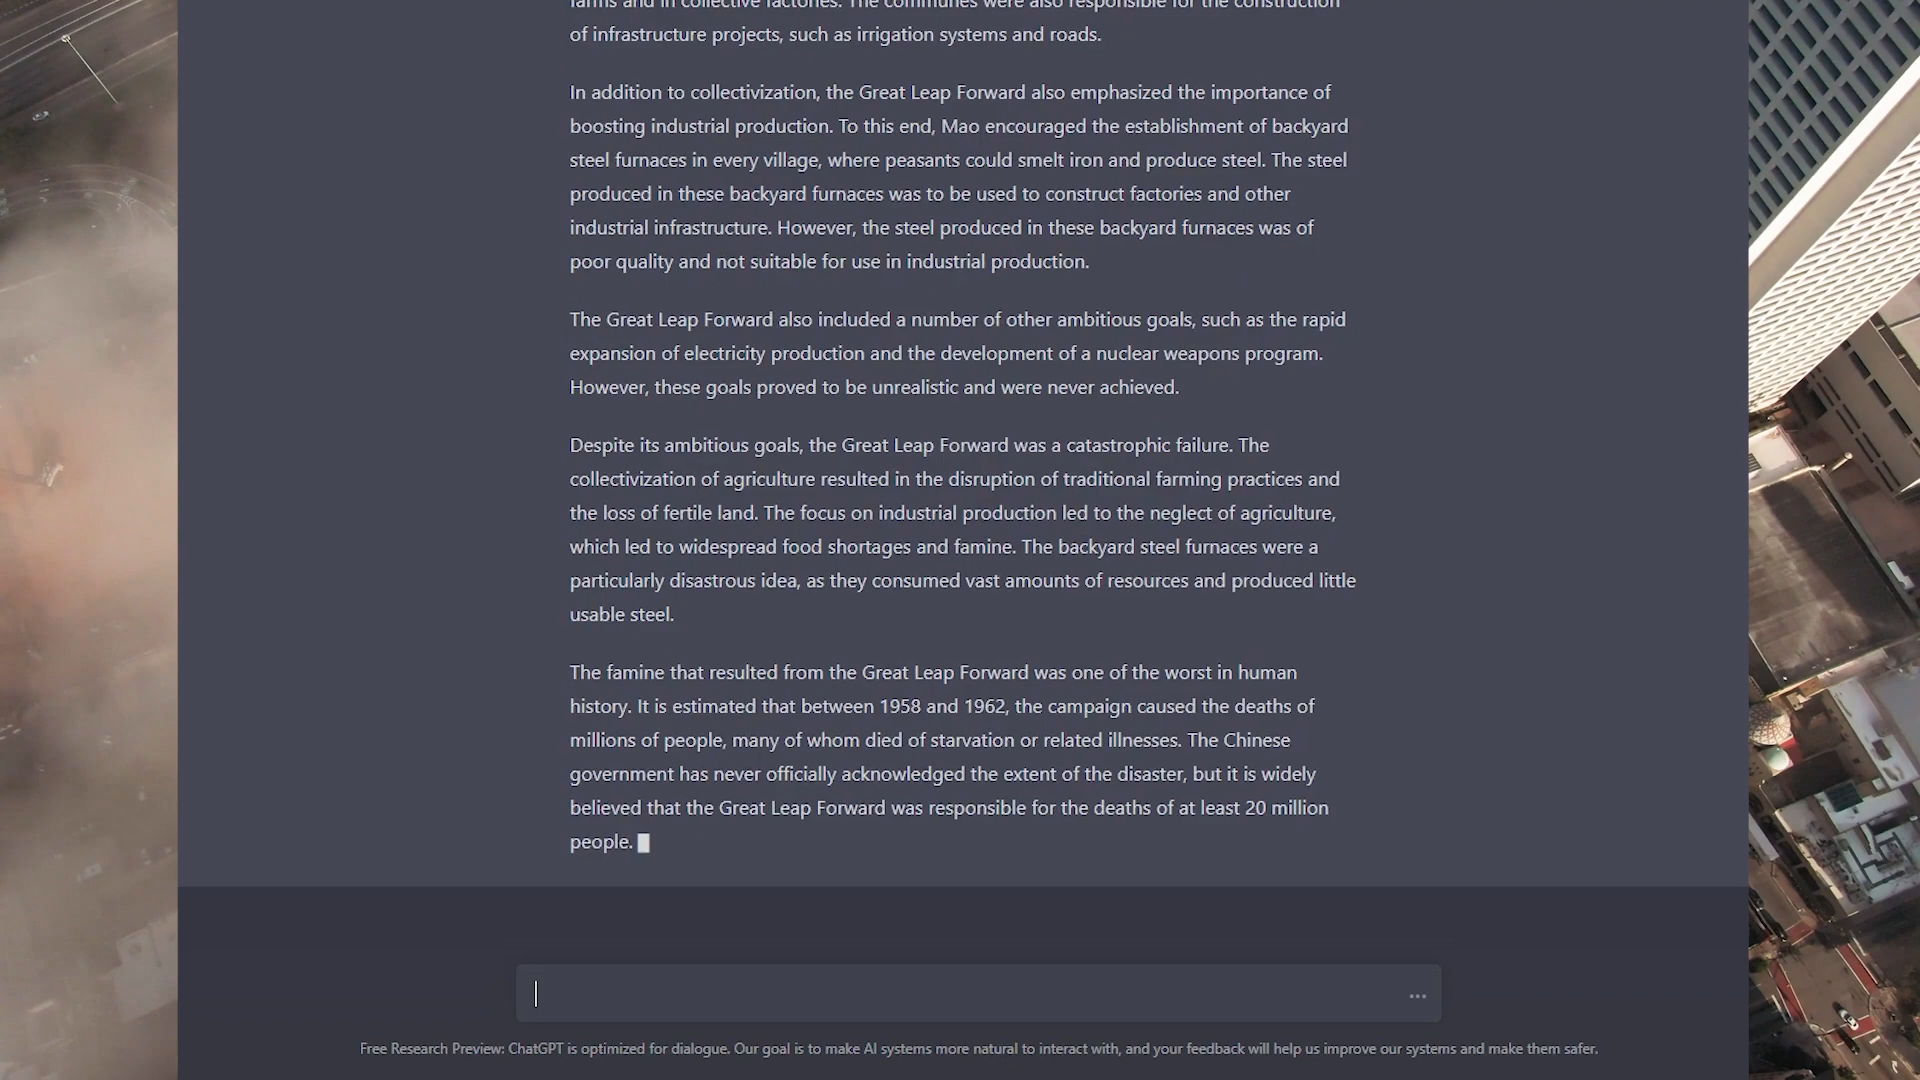 farms and in collective factories. The communes were also responsible for the construction
of infrastructure projects, such as irrigation systems and roads.
In addition to collectivization, the Great Leap Forward also emphasized the importance of
boosting industrial production. To this end, Mao encouraged the establishment of backyard
steel furnaces in every village, where peasants could smelt iron and produce steel. The steel
produced in these backyard furnaces was to be used to construct factories and other
industrial infrastructure. However, the steel produced in these backyard furnaces was of
poor quality and not suitable for use in industrial production.
The Great Leap Forward also included a number of other ambitious goals, such as the rapid
expansion of electricity production and the development of a nuclear weapons program.
However, these goals proved to be unrealistic and were never achieved.
Despite its ambitious goals, the Great Leap Forward was a catastrophic failure. The
collectivization of agriculture resulted in the disruption of traditional farming practices and
the loss of fertile land. The focus on industrial production led to the neglect of agriculture,
which led to widespread food shortages and famine. The backyard steel furnaces were a
particularly disastrous idea, as they consumed vast amounts of resources and produced little
usable steel.
The famine that resulted from the Great Leap Forward was one of the worst in human
history. It is estimated that between 1958 and 1962, the campaign caused the deaths of
millions of people, many of whom died of starvation or related illnesses. The Chinese
government has never officially acknowledged the extent of the disaster, but it is widely
believed that the Great Leap Forward was responsible for the deaths of at least 20 million
people.
Free Research Preview: ChatGPT is optimized for dialogue. Our goal is to make AI systems more natural to interact with, and your feedback will help us improve our systems and make them safer.